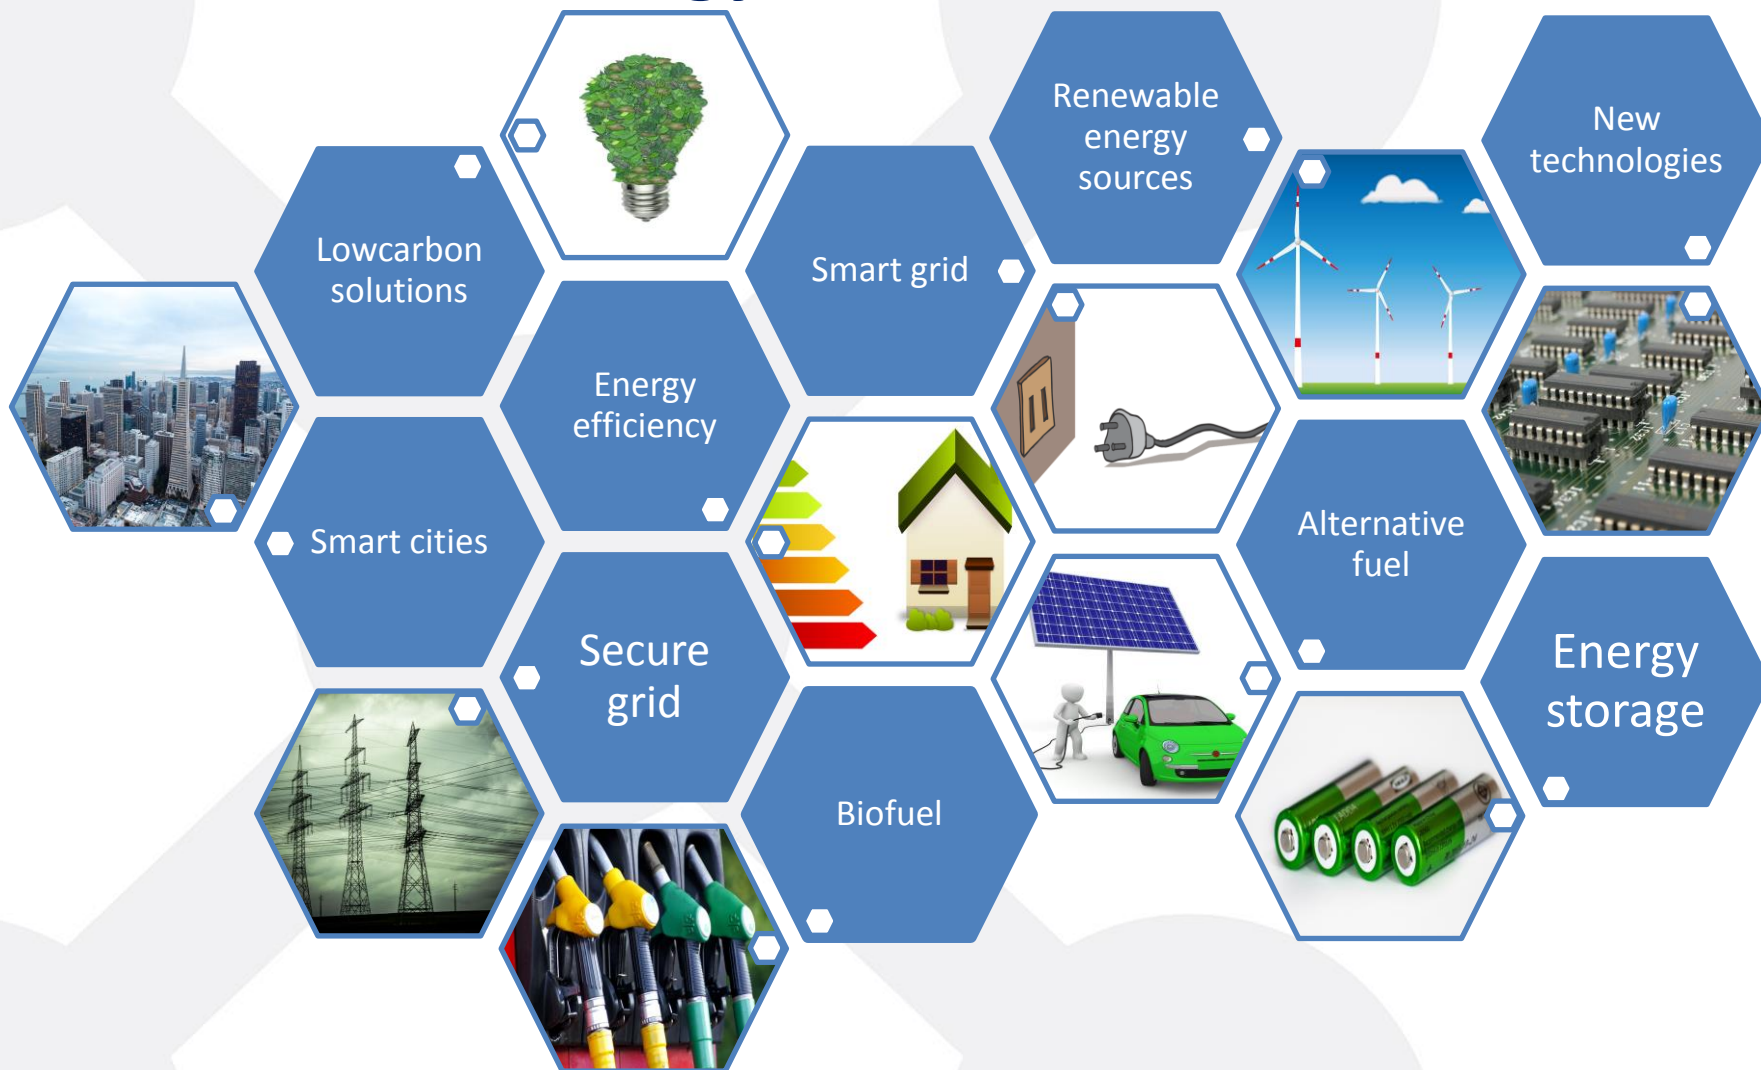 Renewable
energy
sources
New
technologies
Lowcarbon
solutions
Smart grid
Energy
efficiency
Smart cities
Alternative
fuel
Secure
grid
Energy
storage
Biofuel